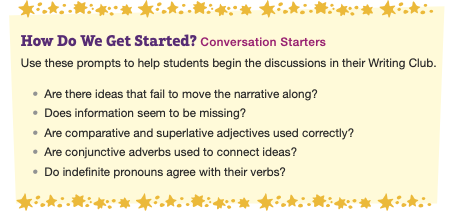 How Do We Get Started? Conversation Starters
Use these prompts to help students begin the discussions in their Writing Club.
• Are there ideas that fail to move the narrative along?
• Does information seem to be missing?
• Are comparative and superlative adjectives used correctly?
• Are conjunctive adverbs used to connect ideas?
• Do indefinite pronouns agree with their verbs?